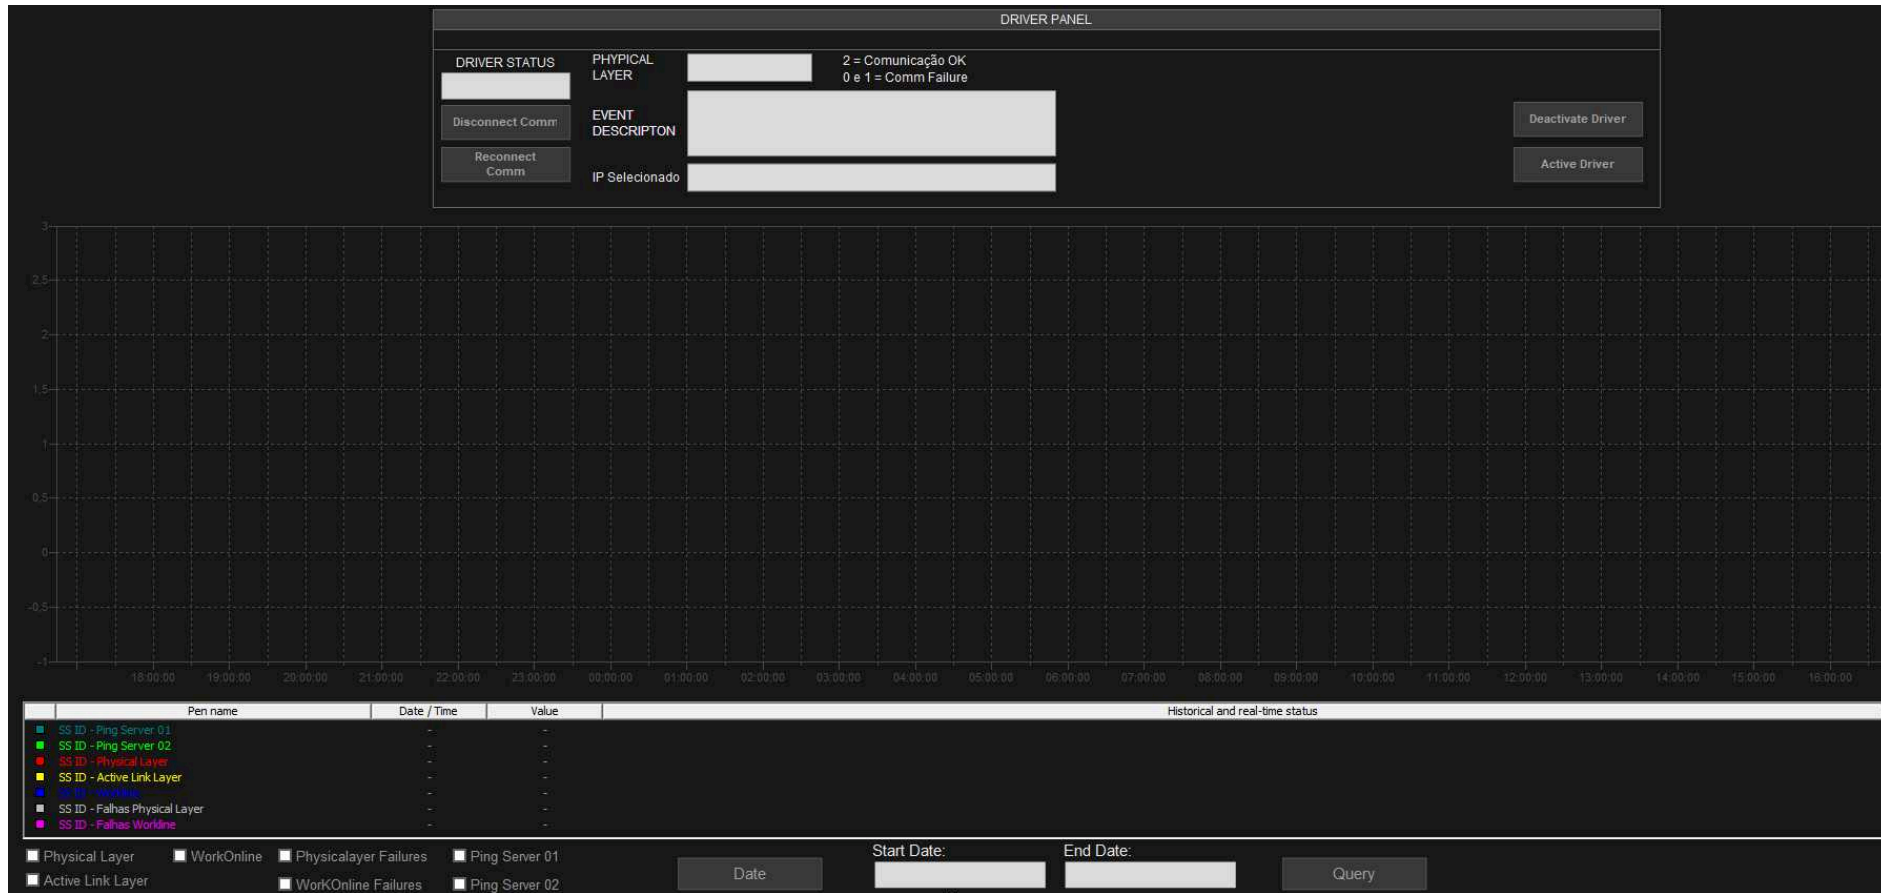 DRIVER PANEL
DRIVER STATUS
PHYPICAL
LAYER
2 = Comunicação OK
0 e 1 = Comm Failure
Disconnect Comm
EVENT
DESCRIPTON
Deactivate Driver
Reconnect
Comm
IP Selecionado
Active Driver
3
2,5
2
1,5
1
0,5
0
-0,5
-1
18:00:00 19:00:00 20:00:00 21:00:00 22:00:00 23:00:00 00:00:00 01:00:00 02:00:00 03:00:00 04:00:00 05:00:00 06:00:00 07:00:00 08:00:00 09:00:00 10:00:00 11:00:00 12:00:00 13:00:00 14:00:00 15:00:00 16:00:00
Pen name Date / Time Value Historical and real-time status
SS ID - Ping Server 01 - -
SS ID - Ping Server 02 - -
SS ID - Physical Layer - -
SS ID - Active Link Layer - -
SS ID - Workline - -
SS ID - Falhas Physical Layer - -
SS ID - Falhas Workline - -
Physical Layer WorkOnline Physicalayer Failures Ping Server 01
Active Link Layer WorKOnline Failures Ping Server 02
Date
Start Date:
End Date:
Query